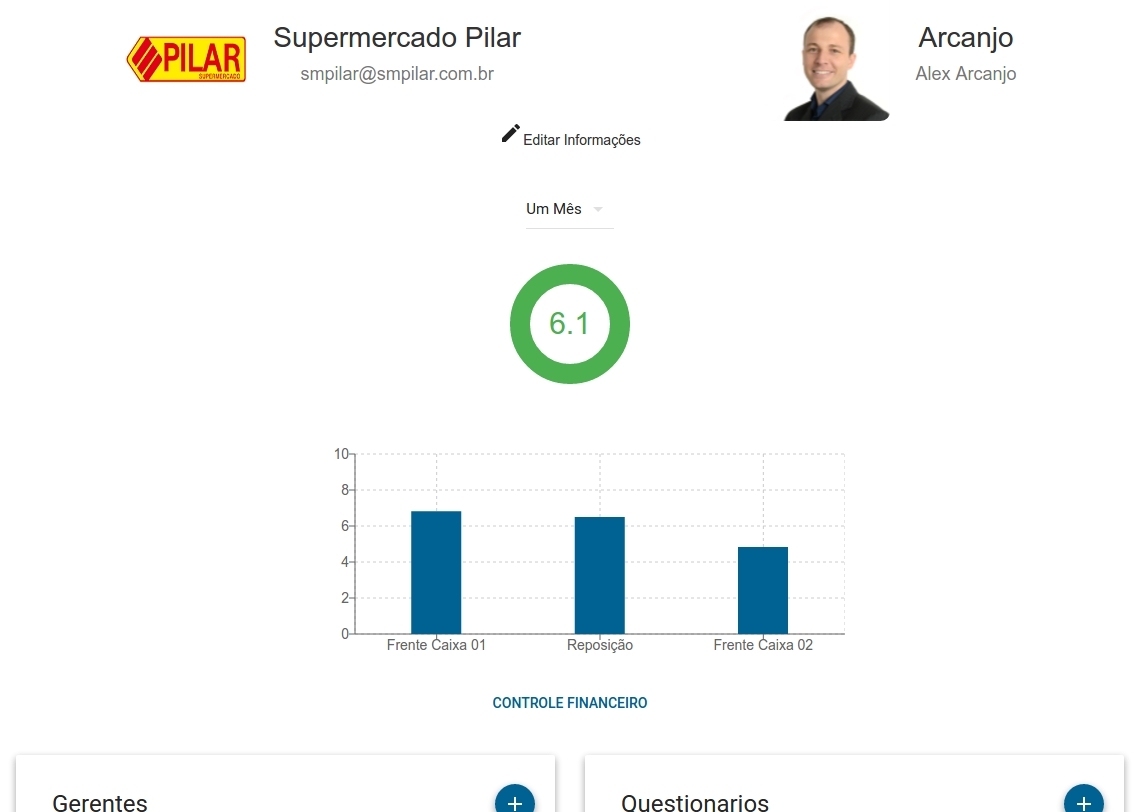 PILAR
SUPERMERCADO
Supermercado Pilar
smpilar@smpilar.com.br
Arcanjo
Alex Arcanjo
Editar Informações
Um Mês
6.1
10
8
6
4
2
0
Frente Caixa 01 Reposição Frente Caixa 02
CONTROLE FINANCEIRO
Gerentes +
Questionarios +